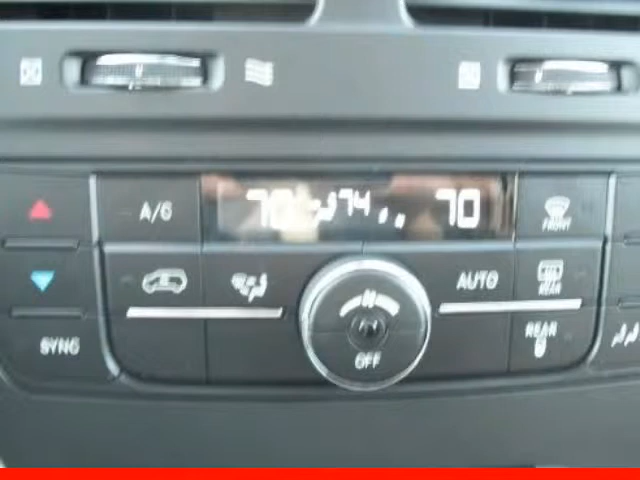 A/C
70 74 70
FRONT
AUTO
REAR
SYNC
OFF
REAR